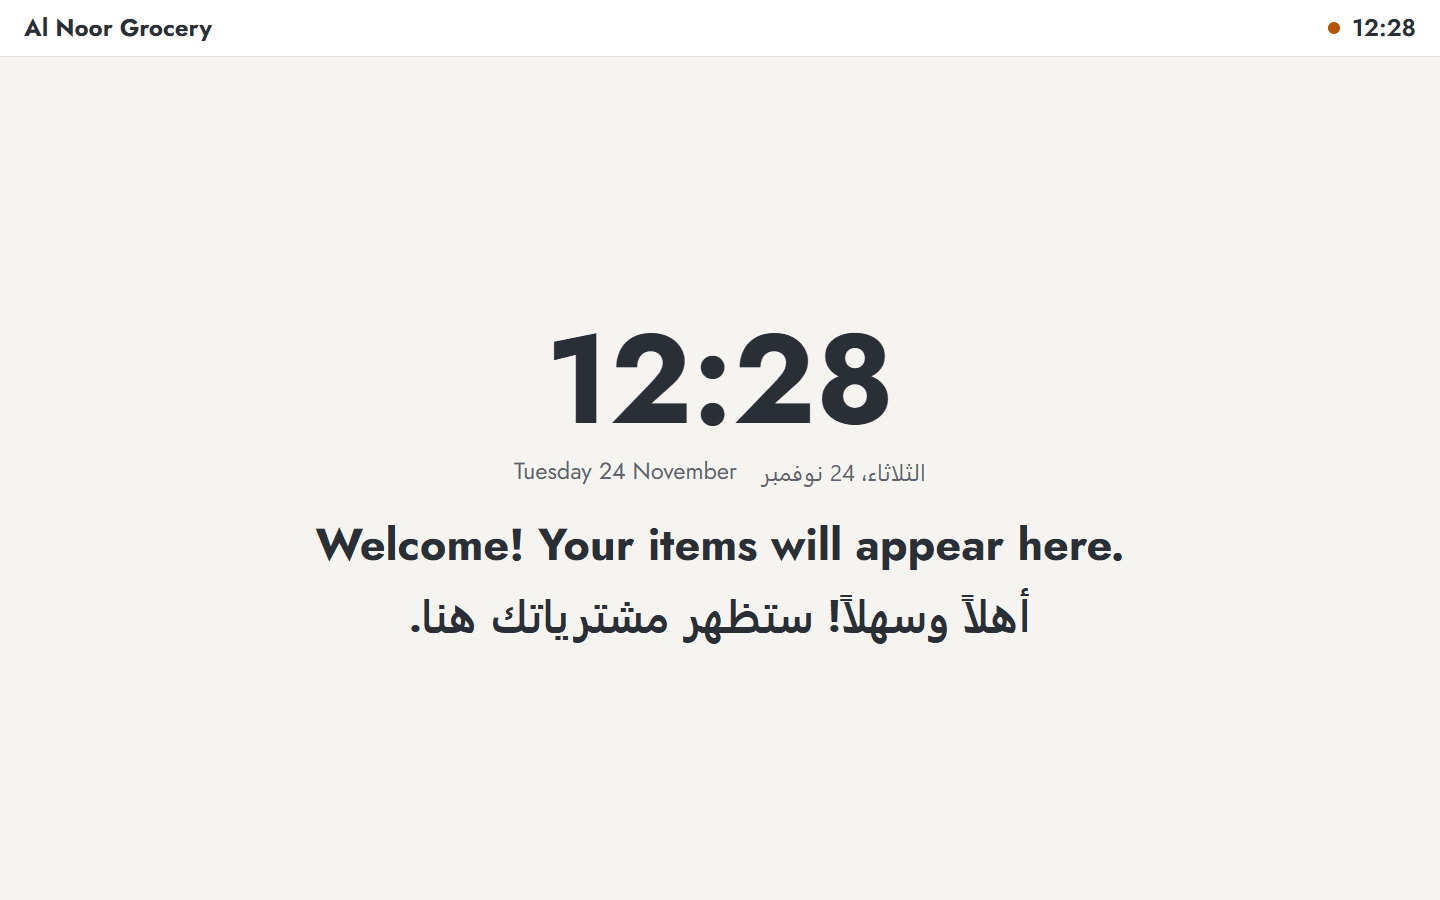 Al Noor Grocery
12:28
12:28
Tuesday 24 November
الثلاثاء، 24 نوفمبر
Welcome! Your items will appear here.
أهلاً وسهلاً! ستظهر مشترياتك هنا.